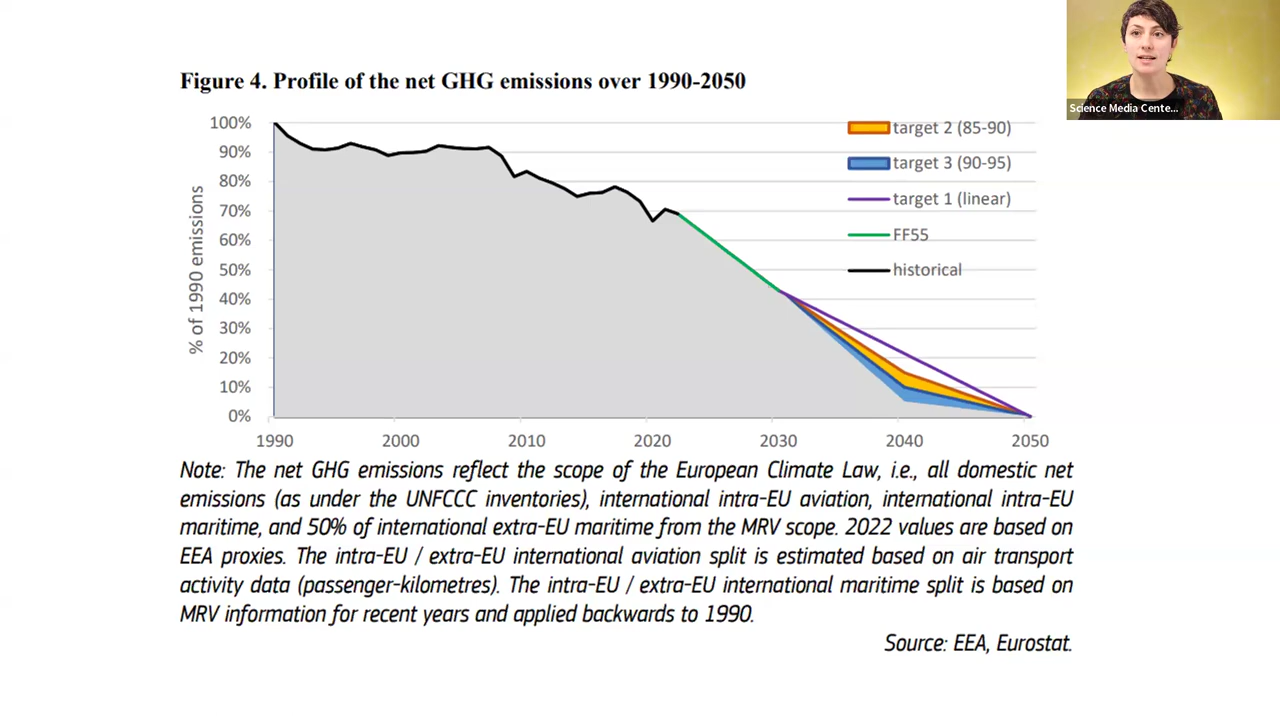 Science Media Cente...
Figure 4. Profile of the net GHG emissions over 1990-2050
% of 1990 emissions
100%
90%
80%
70%
60%
50%
40%
30%
20%
10%
0%
target 2 (85-90)
target 3 (90-95)
target 1 (linear)
FF55
historical
1990 2000 2010 2020 2030 2040 2050
Note: The net GHG emissions reflect the scope of the European Climate Law, i.e., all domestic net
emissions (as under the UNFCCC inventories), international intra-EU aviation, international intra-EU
maritime, and 50% of international extra-EU maritime from the MRV scope. 2022 values are based on
EEA proxies. The intra-EU / extra-EU international aviation split is estimated based on air transport
activity data (passenger-kilometres). The intra-EU / extra-EU international maritime split is based on
MRV information for recent years and applied backwards to 1990.
Source: EEA, Eurostat.